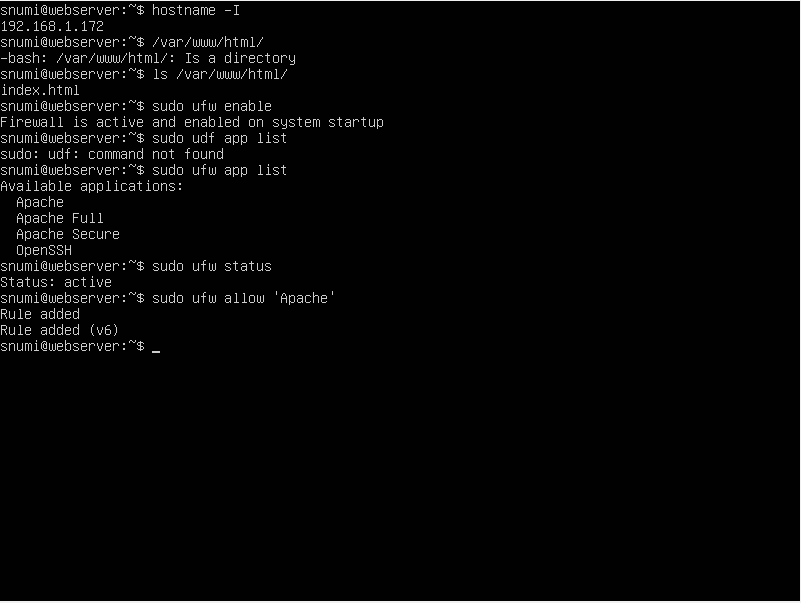 snumi@webserver:~$ hostname -I
192.168.1.172
snumi@webserver:~$ /var/www/html/
-bash: /var/www/html/: Is a directory
snumi@webserver:~$ ls /var/www/html/
index.html
snumi@webserver:~$ sudo ufw enable
Firewall is active and enabled on system startup
snumi@webserver:~$ sudo udf app list
sudo: udf: command not found
snumi@webserver:~$ sudo ufw app list
Available applications:
  Apache
  Apache Full
  Apache Secure
  OpenSSH
snumi@webserver:~$ sudo ufw status
Status: active
snumi@webserver:~$ sudo ufw allow 'Apache'
Rule added
Rule added (v6)
snumi@webserver:~$ _